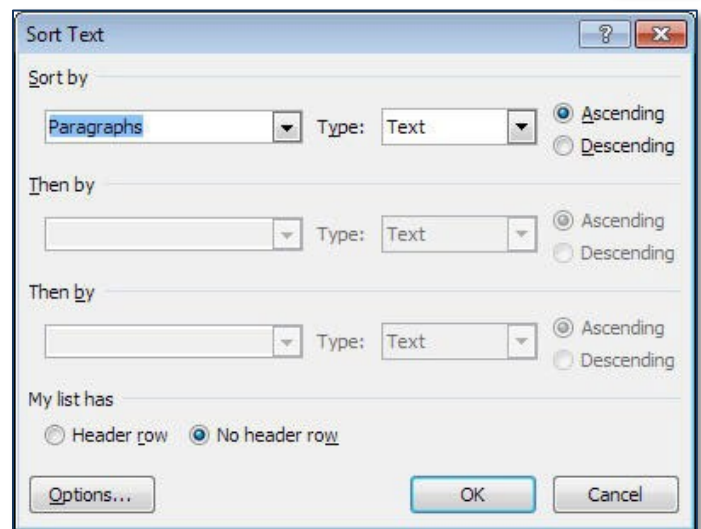 Sort Text
Sort by
Paragraphs Type: Text Ascending
Descending
Then by
Type: Text Ascending
Descending
Then by
Type: Text Ascending
Descending
My list has
Header row No header row
Options... OK Cancel